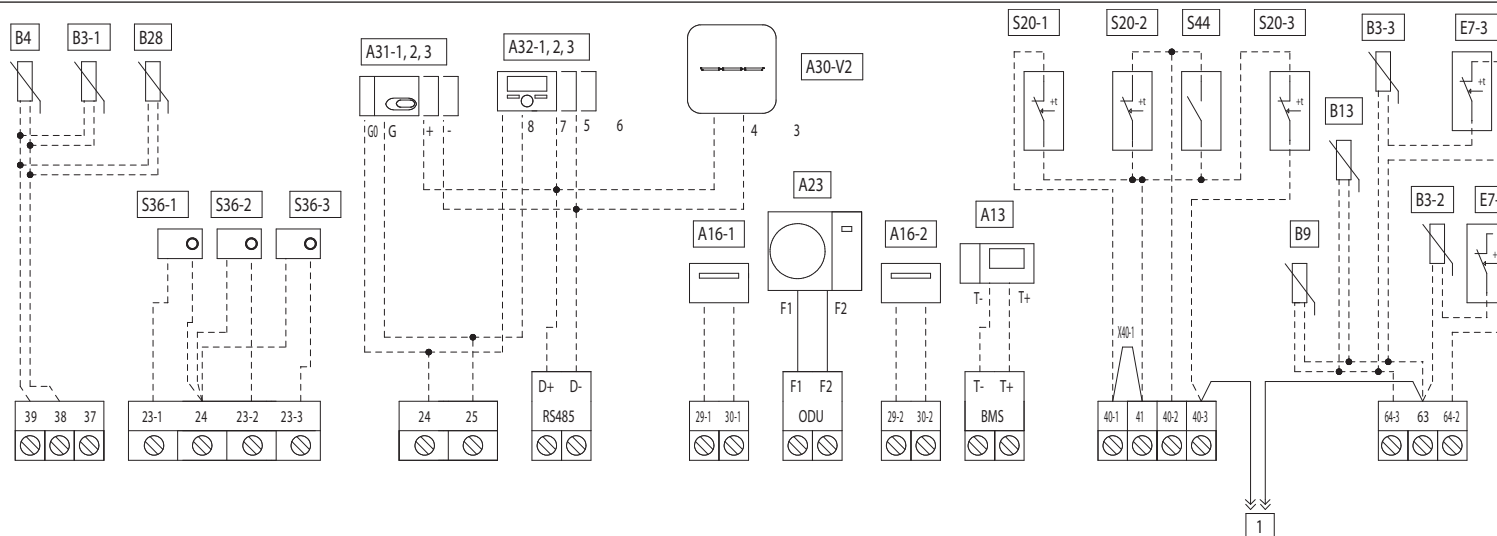 S20-1 S20-2 S44 S20-3 B3-3 E7-3
B4 B3-1 B28
A31-1, 2, 3 A32-1, 2, 3
A30-V2
+t +t +t +t
B13
G0 G + - 8 7 5 6 4 3
A23
S36-1 S36-2 S36-3
B3-2 E7-
A16-1 A16-2 A13
B9
T- T+
F1 F2
X40-1
D+ D- F1 F2 T- T+
39 38 37 23-1 24 23-2 23-3 24 25 RS485 29-1 30-1 ODU 29-2 30-2 BMS 40-1 41 40-2 40-3 64-3 63 64-2
1